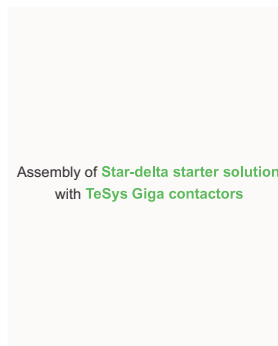 Assembly of Star-delta starter solution
with TeSys Giga contactors